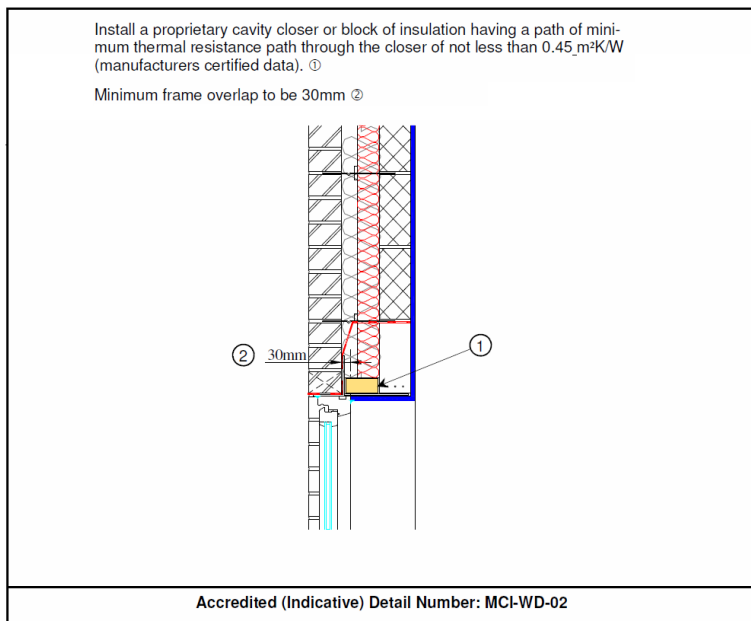 Install a proprietary cavity closer or block of insulation having a path of mini-
mum thermal resistance path through the closer of not less than 0.45 m²K/W
(manufacturers certified data). ①
Minimum frame overlap to be 30mm ②
② 30mm
①
Accredited (Indicative) Detail Number: MCI-WD-02